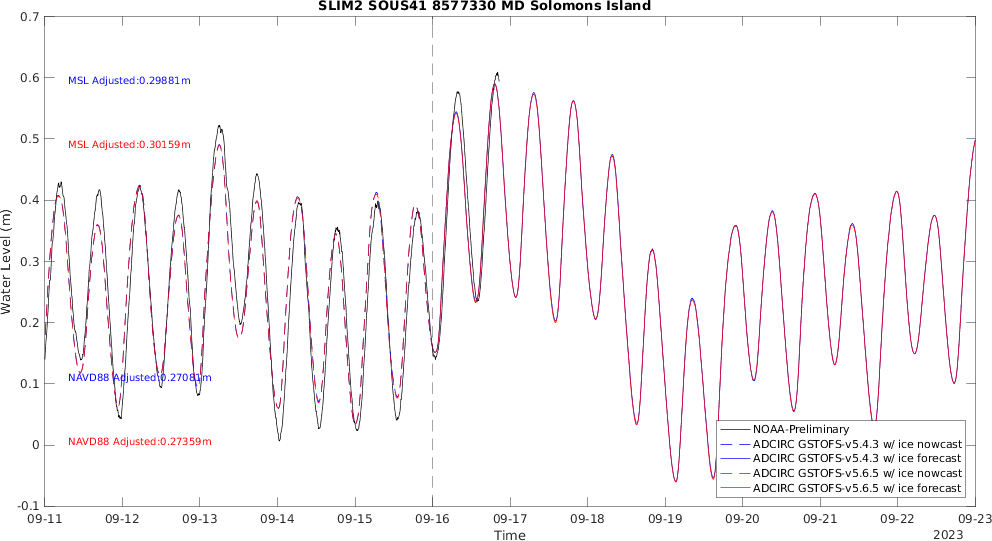 SLIM2 SOUS41 8577330 MD Solomons Island
Water Level (m)
0.7
0.6
0.5
0.4
0.3
0.2
0.1
0
-0.1
MSL Adjusted:0.29881m
MSL Adjusted:0.30159m
NAVD88 Adjusted:0.27081m
NAVD88 Adjusted:0.27359m
NOAA-Preliminary
ADCIRC GSTOFS-v5.4.3 w/ ice nowcast
ADCIRC GSTOFS-v5.4.3 w/ ice forecast
ADCIRC GSTOFS-v5.6.5 w/ ice nowcast
ADCIRC GSTOFS-v5.6.5 w/ ice forecast
09-11 09-12 09-13 09-14 09-15 09-16 09-17 09-18 09-19 09-20 09-21 09-22 09-23
Time
2023